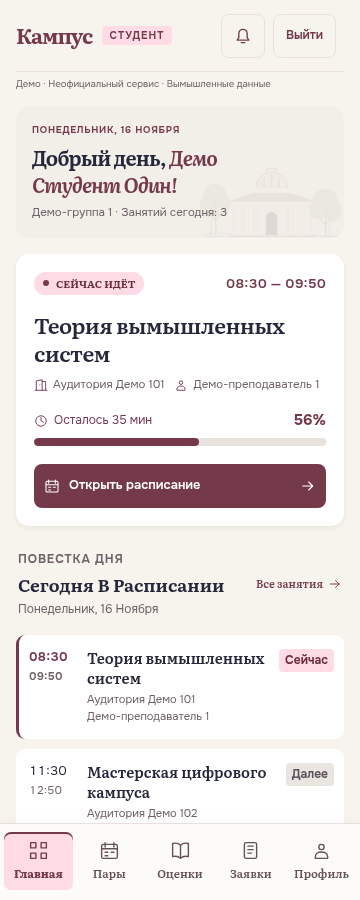 Кампус СТУДЕНТ Выйти
Демо · Неофициальный сервис · Вымышленные данные
ПОНЕДЕЛЬНИК, 16 НОЯБРЯ
Добрый день, Демо
Студент Один!
Демо-группа 1 · Занятий сегодня: 3
СЕЙЧАС ИДЁТ 08:30 — 09:50
Теория вымышленных
систем
Аудитория Демо 101 Демо-преподаватель 1
Осталось 35 мин 56%
Открыть расписание →
ПОВЕСТКА ДНЯ
Сегодня В Расписании Все занятия →
Понедельник, 16 Ноября
08:30 Теория вымышленных Сейчас
09:50 систем
Аудитория Демо 101
Демо-преподаватель 1
11:30 Мастерская цифрового Далее
12:50 кампуса
Аудитория Демо 102
Главная Пары Оценки Заявки Профиль